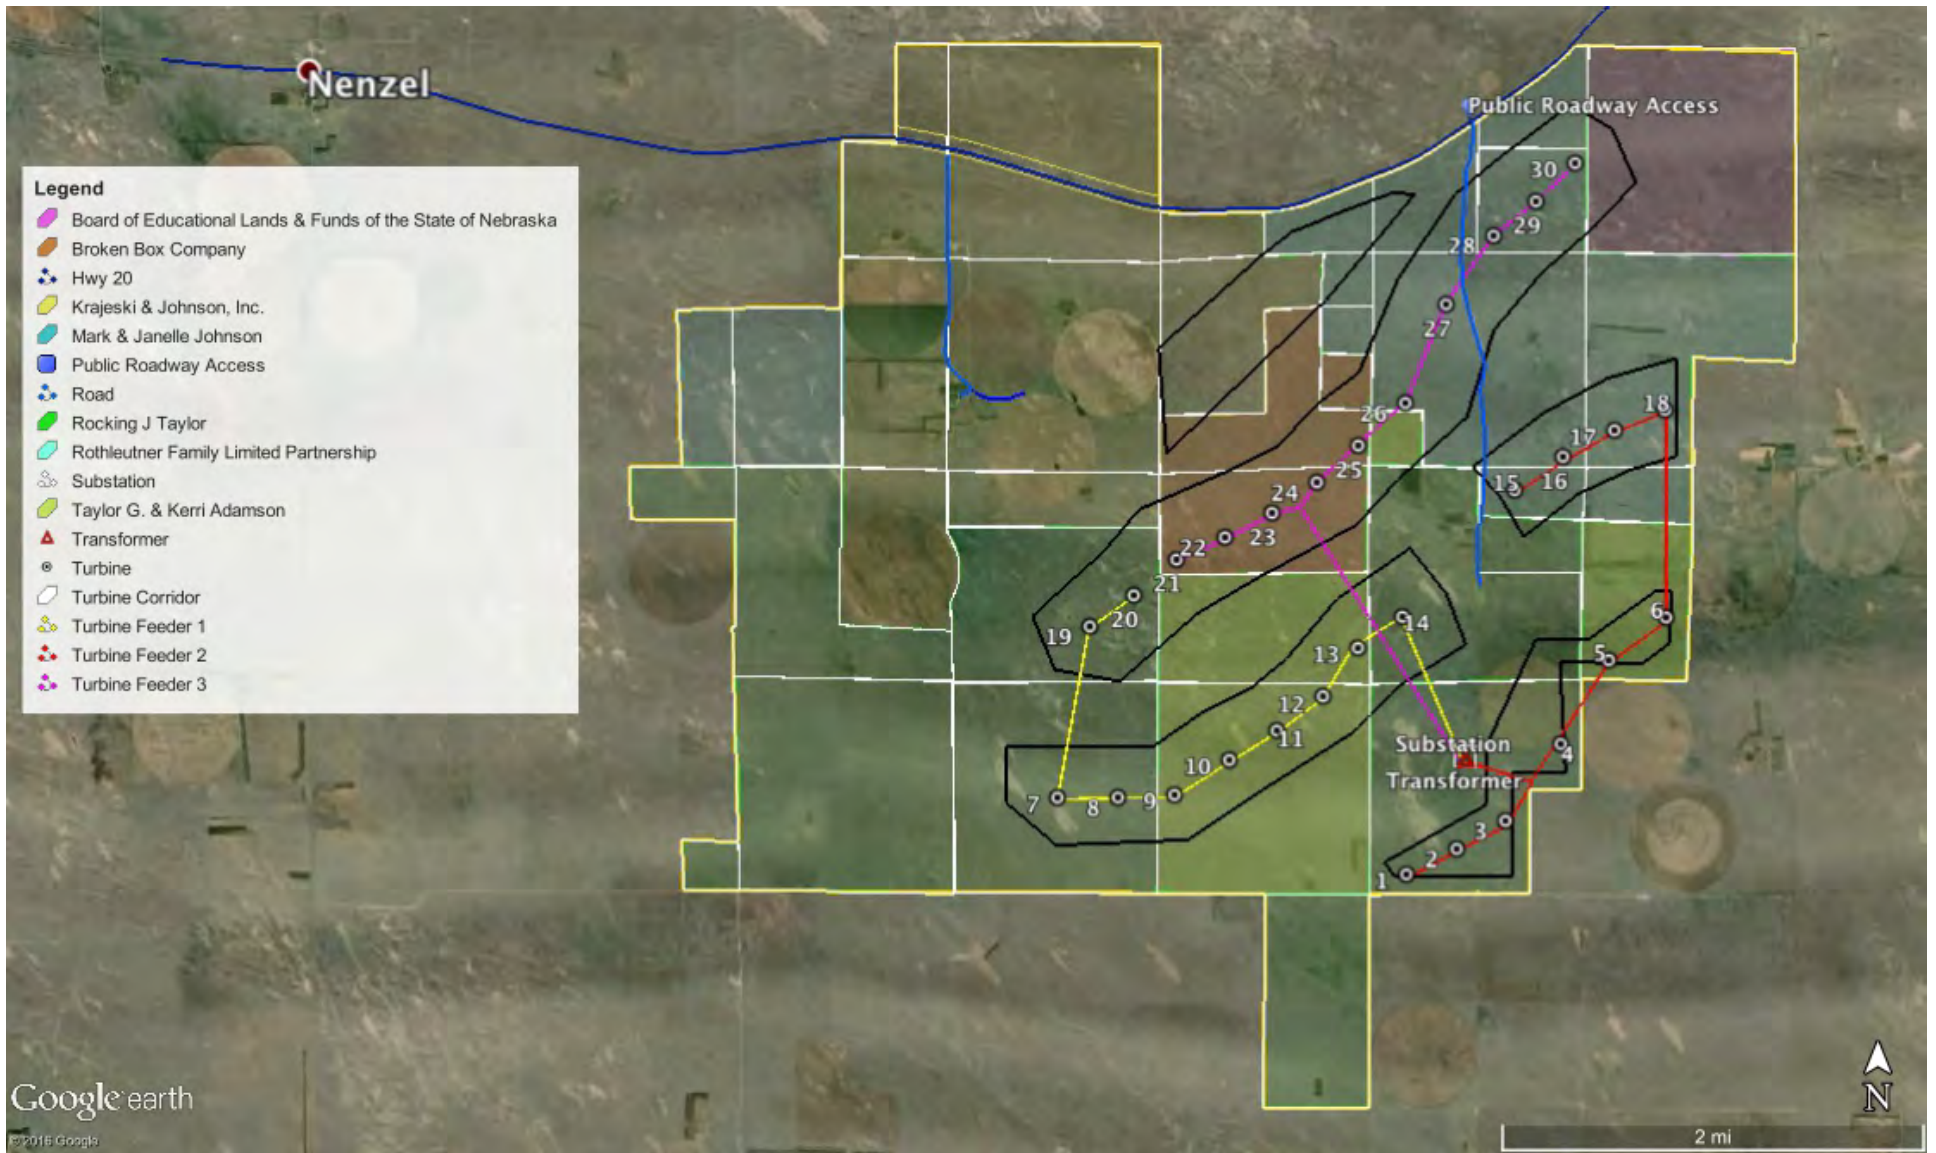 Nenzel
Public Roadway Access
Legend
Board of Educational Lands & Funds of the State of Nebraska
Broken Box Company
Hwy 20
Krajeski & Johnson, Inc.
Mark & Janelle Johnson
Public Roadway Access
Road
Rocking J Taylor
Rothleutner Family Limited Partnership
Substation
Taylor G. & Kerri Adamson
Transformer
Turbine
Turbine Corridor
Turbine Feeder 1
Turbine Feeder 2
Turbine Feeder 3
30
29
28
27
26
18
17
25
15
16
24
23
22
21
20
19
14
13
6
5
12
11
10
4
Substation
Transformer
7
8
9
3
2
1
Google earth
© 2016 Google
N
2 mi